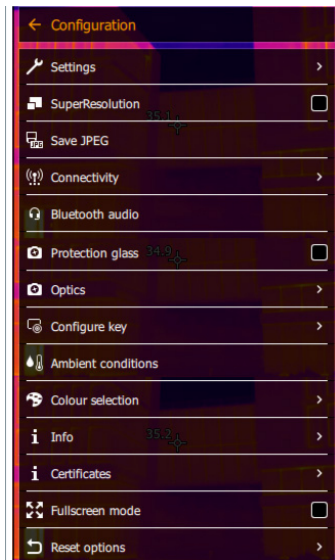 Configuration
Settings
SuperResolution
35.1
Save JPEG
JPG
Connectivity
Bluetooth audio
Protection glass
34.9
Optics
Configure key
Ambient conditions
Colour selection
Info
35.2
Certificates
Fullscreen mode
Reset options